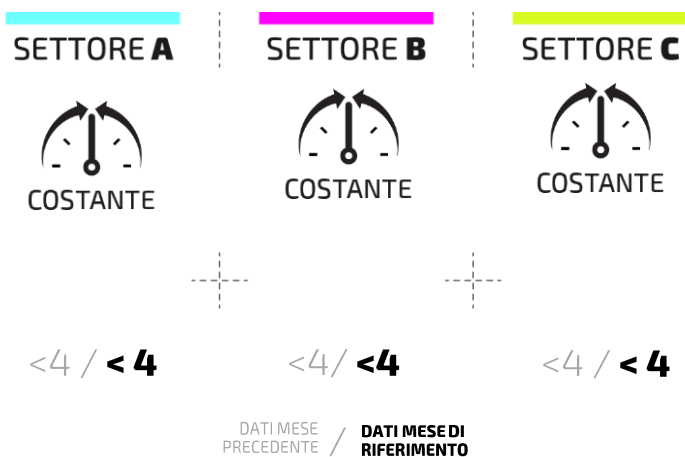 SETTORE A
SETTORE B
SETTORE C
COSTANTE
COSTANTE
COSTANTE
<4 / < 4
<4/ <4
<4 / < 4
DATI MESE
PRECEDENTE
/
DATI MESE DI
RIFERIMENTO